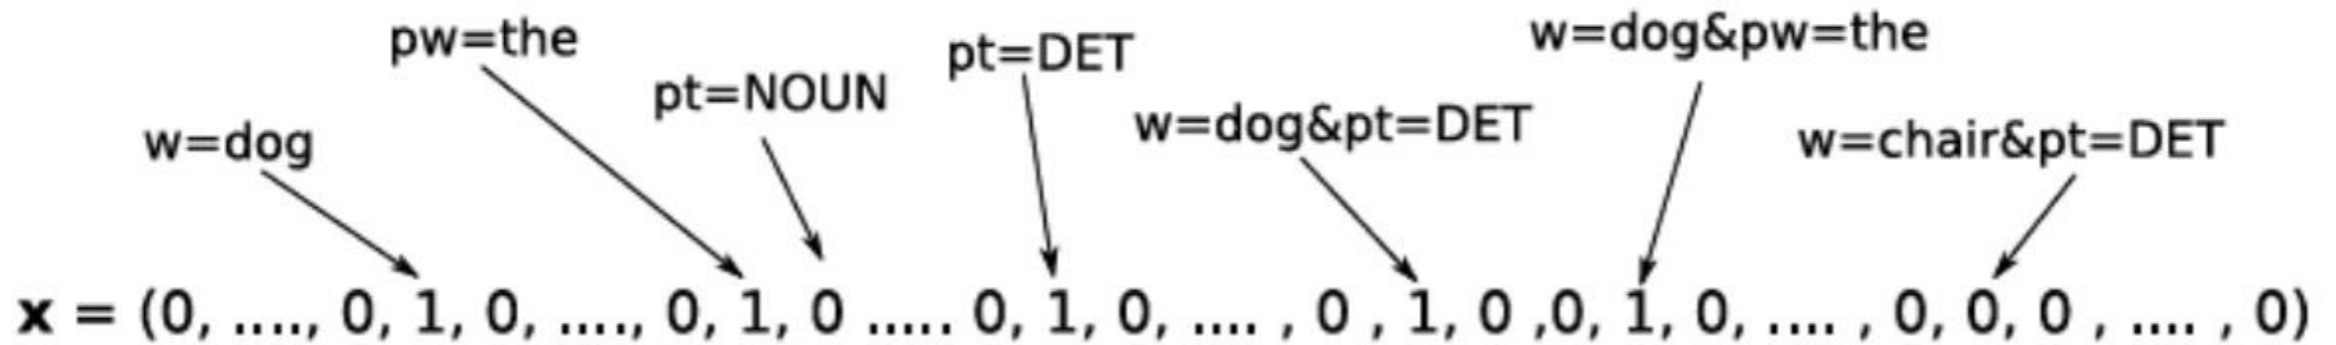 w=dog
pw=the
pt=NOUN
pt=DET
w=dog&pt=DET
w=dog&pw=the
w=chair&pt=DET
x = (0, ...., 0, 1, 0, ...., 0, 1, 0 ..... 0, 1, 0, .... , 0 , 1, 0 ,0, 1, 0, .... , 0, 0, 0 , .... , 0)